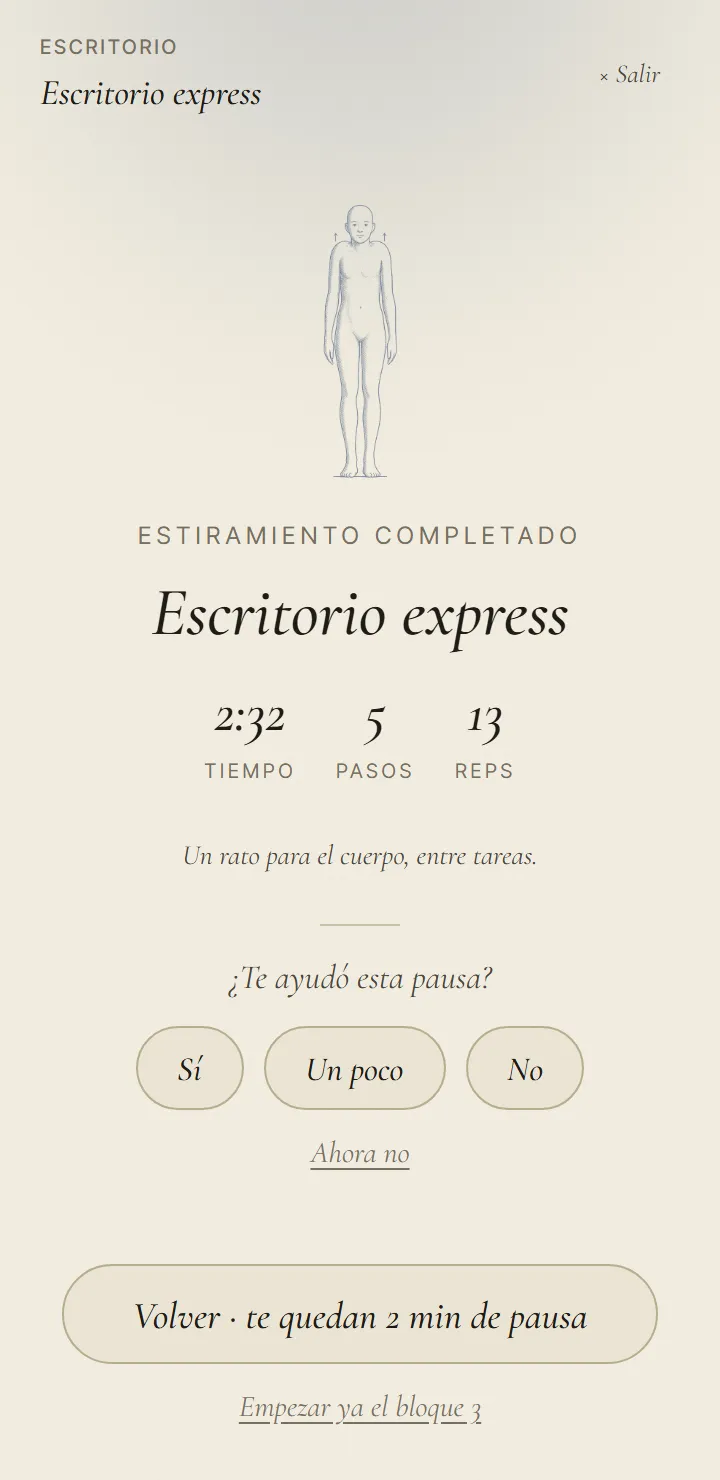 ESCRITORIO
Escritorio express
× Salir
ESTIRAMIENTO COMPLETADO
Escritorio express
2:32 5 13
TIEMPO PASOS REPS
Un rato para el cuerpo, entre tareas.
¿Te ayudó esta pausa?
Sí Un poco No
Ahora no
Volver · te quedan 2 min de pausa
Empezar ya el bloque 3